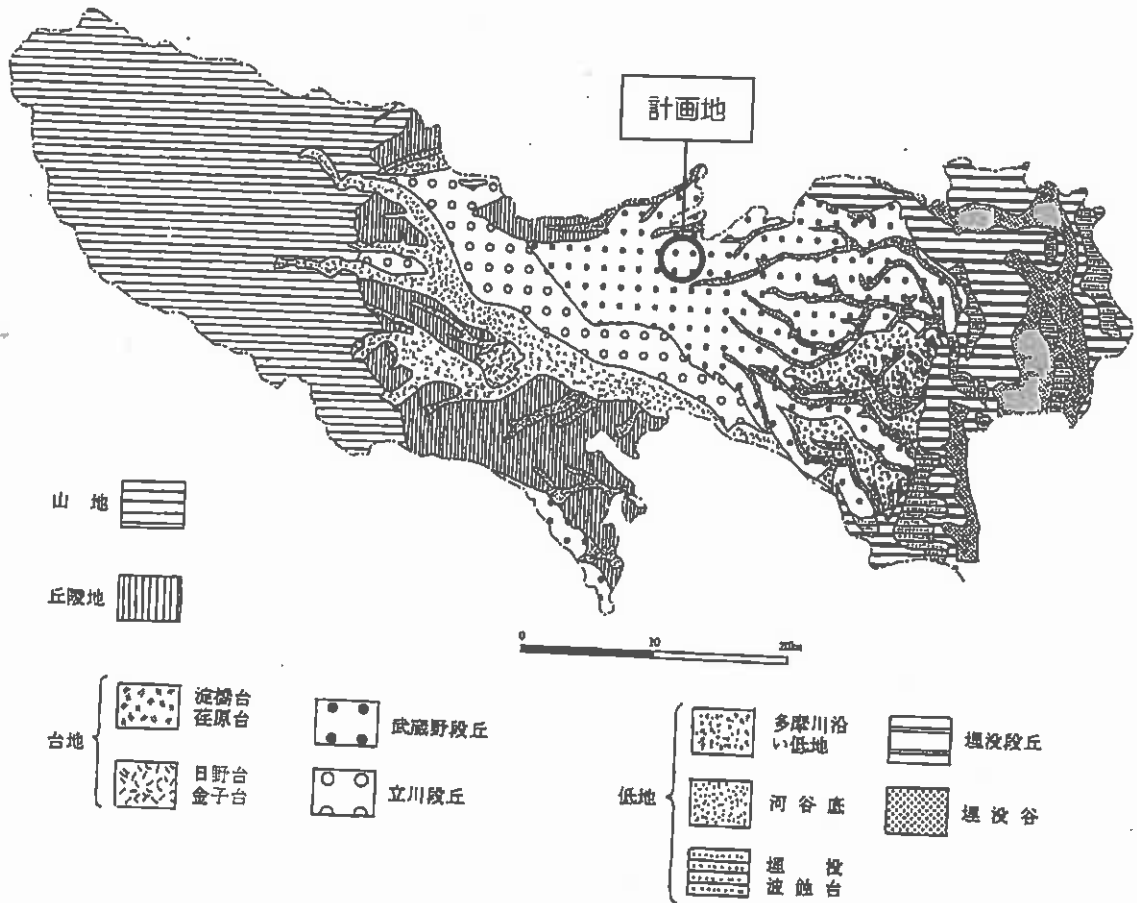 計画地
山地
丘陵地
0 10 20km
台地
淀橋台
荏原台
武蔵野段丘
日野台
金子台
立川段丘
低地
多摩川沿
い低地
埋没段丘
河谷底
埋没谷
埋没
波蝕台